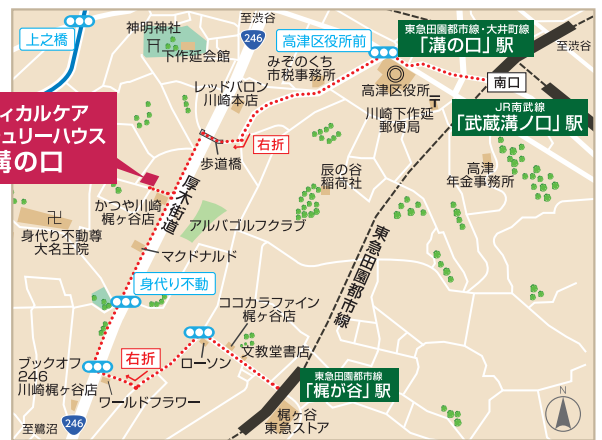 上之橋
神明神社
下作延会館
至渋谷
246
高津区役所前
東急田園都市線・大井町線
「溝の口」駅
至渋谷
みぞのくち
市税事務所
高津区役所
南口
レッドバロン
川崎本店
川崎下作延
郵便局
JR南武線
「武蔵溝ノ口」駅
ィカルケア
ュリーハウス
溝の口
右折
歩道橋
辰の谷
稲荷社
高津
年金事務所
かつや川崎
梶ヶ谷店
厚木街道
アルバゴルフクラブ
身代り不動尊
大名王院
マクドナルド
東急田園都市線
身代り不動
ココカラファイン
梶ヶ谷店
右折
ローソン
文教堂書店
ブックオフ
246
川崎梶ヶ谷店
ワールドフラワー
東急田園都市線
「梶が谷」駅
梶ヶ谷
東急ストア
至鷺沼
246
N